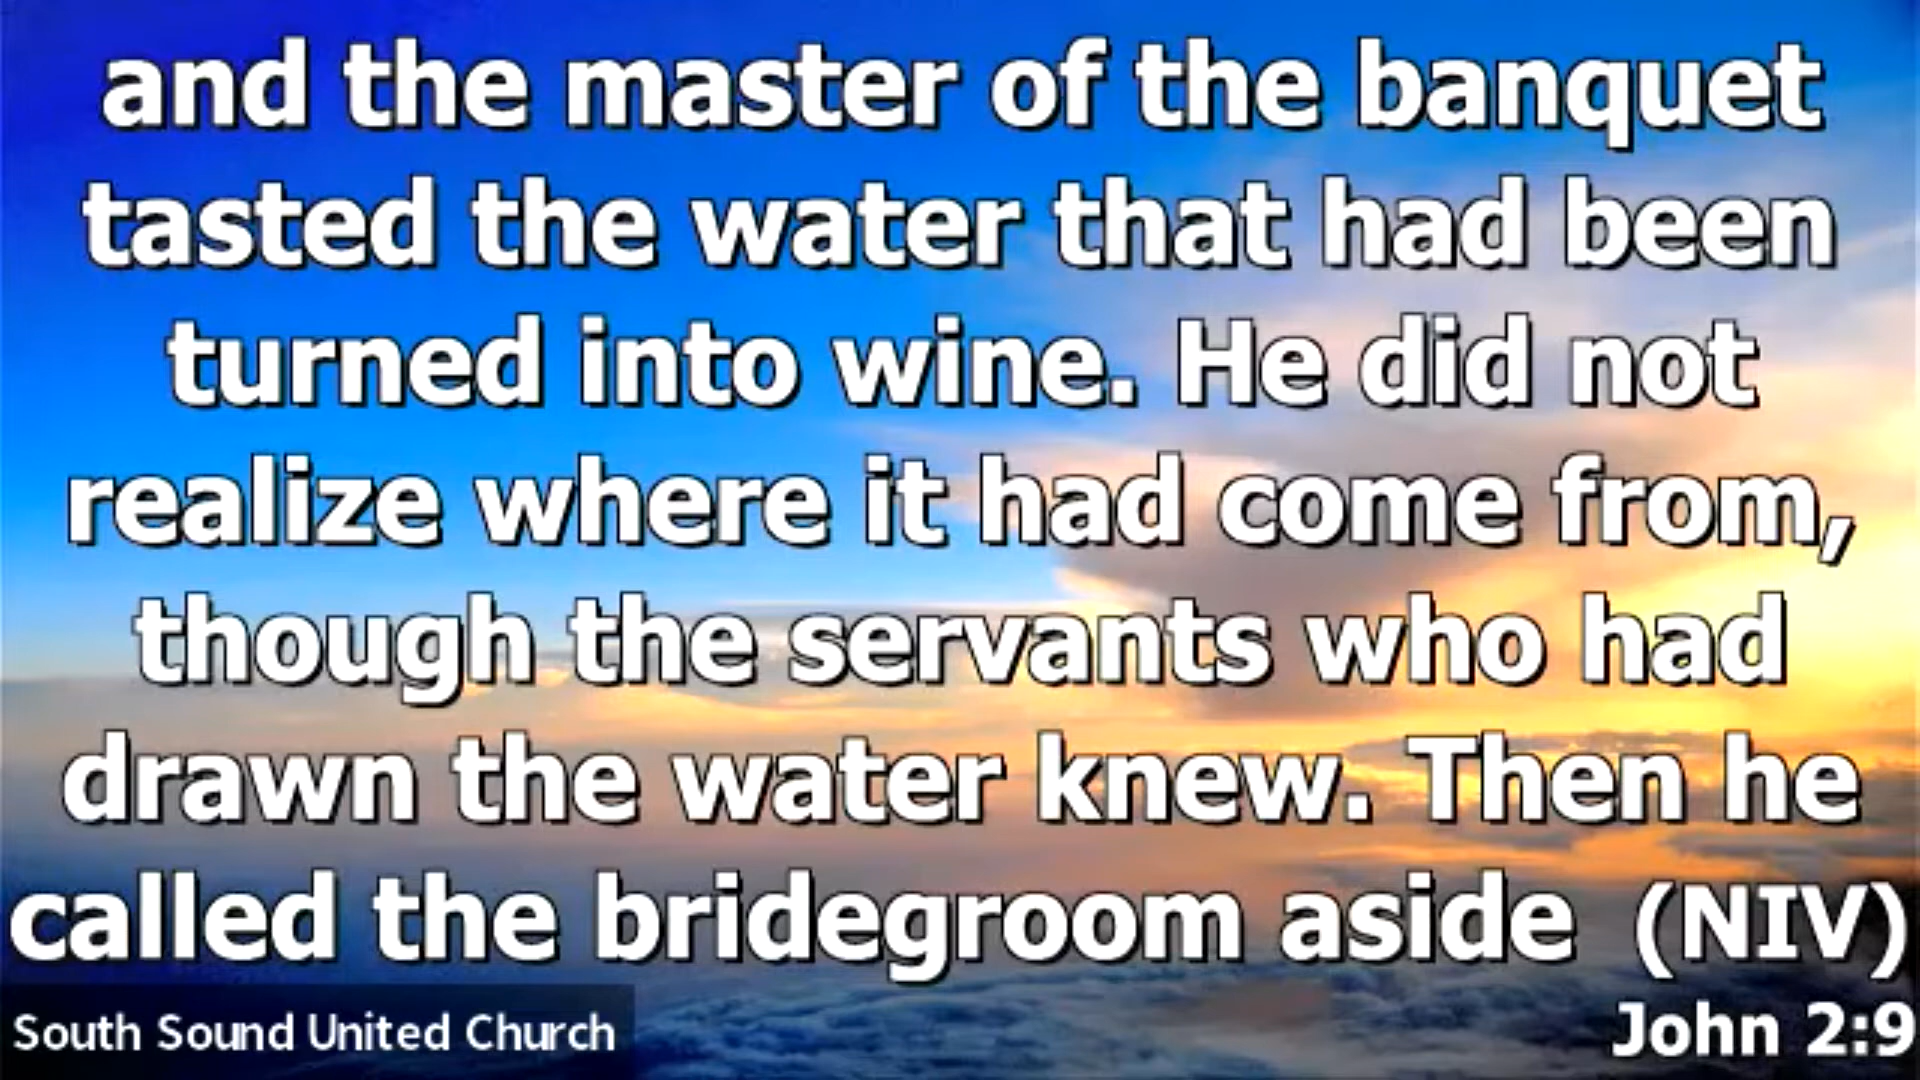 and the master of the banquet
tasted the water that had been
turned into wine. He did not
realize where it had come from,
though the servants who had
drawn the water knew. Then he
called the bridegroom aside (NIV)
South Sound United Church
John 2:9